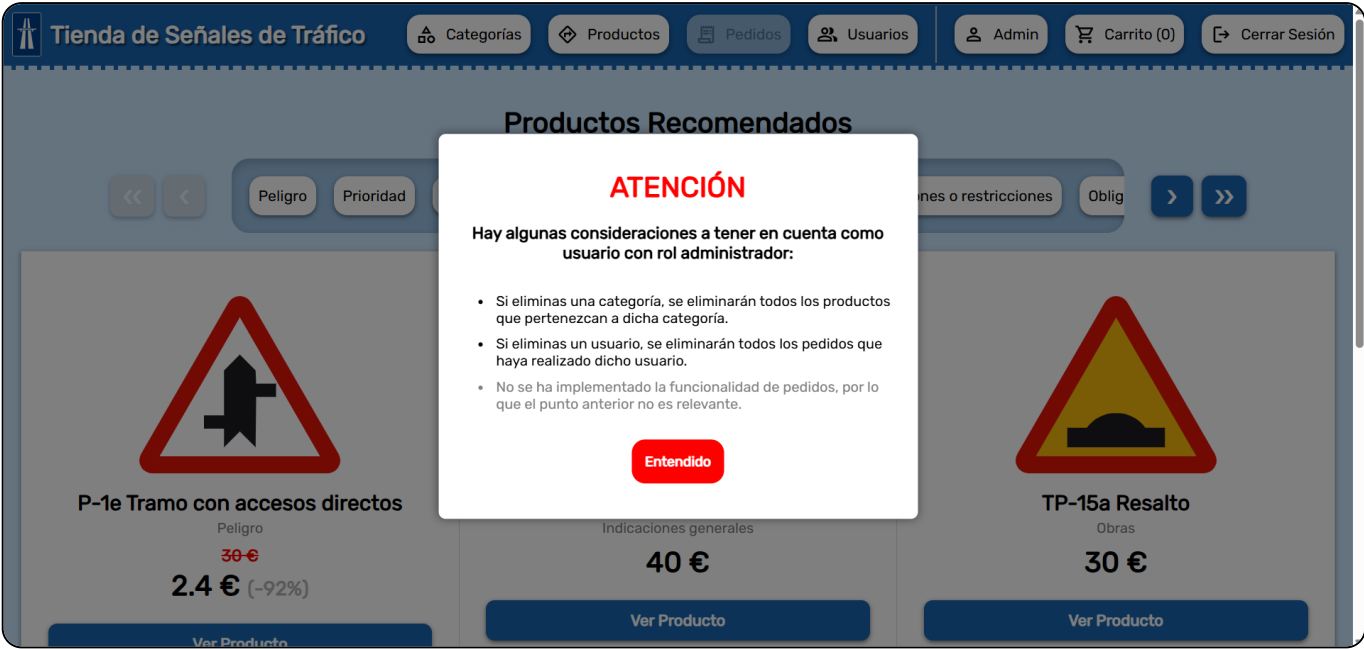 Tienda de Señales de Tráfico
Categorías
Productos
Pedidos
Usuarios
Admin
Carrito (0)
Cerrar Sesión
Productos Recomendados
Peligro
Prioridad
nes o restricciones
Oblig
ATENCIÓN
Hay algunas consideraciones a tener en cuenta como
usuario con rol administrador:
• Si eliminas una categoría, se eliminarán todos los productos
que pertenezcan a dicha categoría.
• Si eliminas un usuario, se eliminarán todos los pedidos que
haya realizado dicho usuario.
• No se ha implementado la funcionalidad de pedidos, por lo
que el punto anterior no es relevante.
Entendido
P-1e Tramo con accesos directos
Peligro
30 €
2.4 € (-92%)
Ver Producto
Indicaciones generales
40 €
Ver Producto
TP-15a Resalto
Obras
30 €
Ver Producto